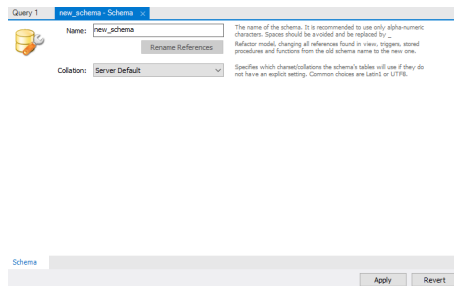 Query 1
new_schema - Schema
Name: new_schema
The name of the schema. It is recommended to use only alpha-numeric
characters. Spaces should be avoided and be replaced by _
Rename References
Refactor model, changing all references found in view, triggers, stored
procedures and functions from the old schema name to the new one.
Collation: Server Default
Specifies which charset/collations the schema's tables will use if they do
not have an explicit setting. Common choices are Latin1 or UTF8.
Schema
Apply Revert